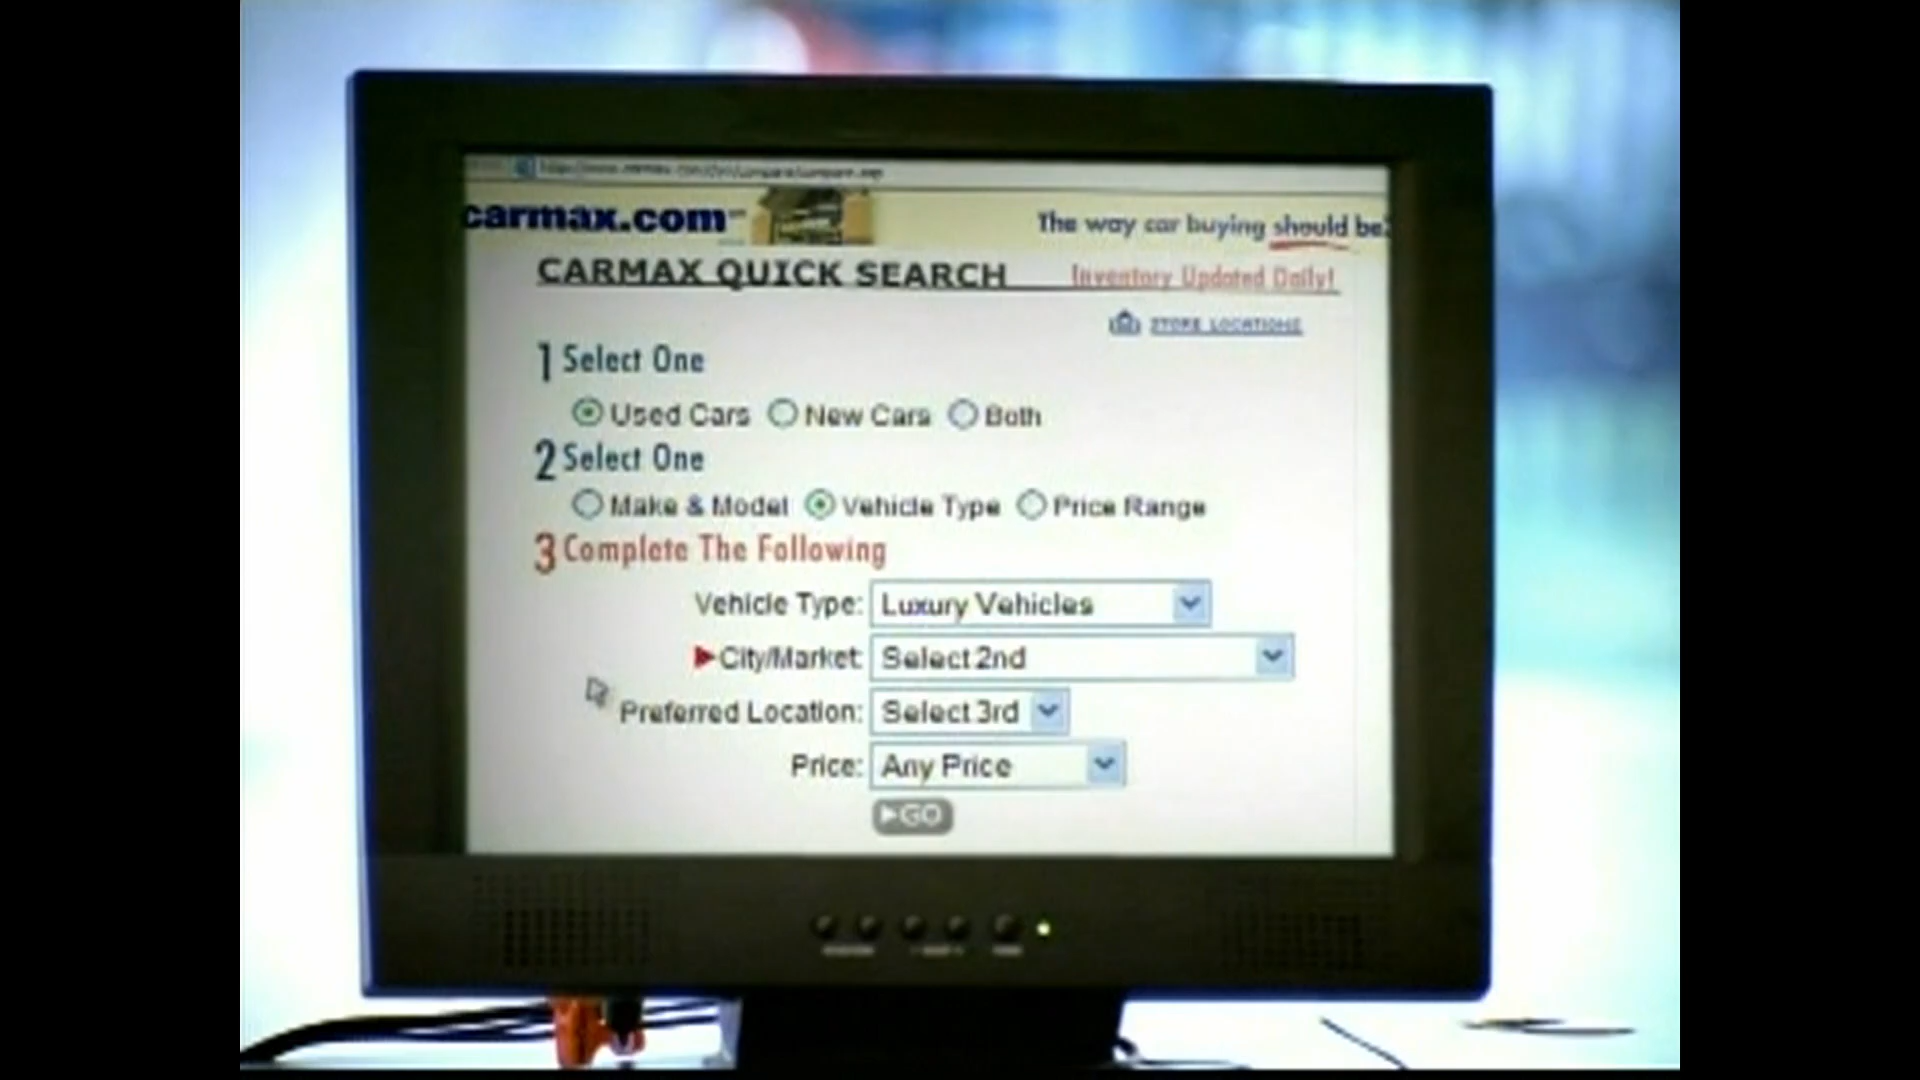 carmax.com
The way car buying should be.
CARMAX QUICK SEARCH Inventory Updated Daily!
STORE LOCATIONS
1 Select One
Used Cars New Cars Both
2 Select One
Make & Model Vehicle Type Price Range
3 Complete The Following
Vehicle Type: Luxury Vehicles
City/Market: Select 2nd
Preferred Location: Select 3rd
Price: Any Price
GO